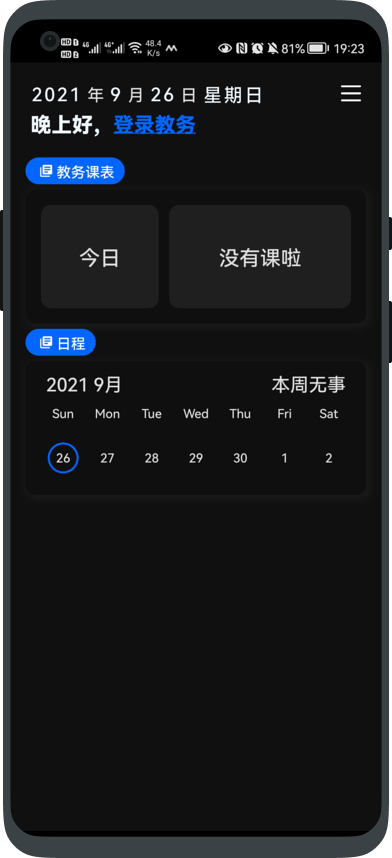 HD 1 4G 4G+ 48.4 81% 19:23
HD 2 K/s
2021 年 9 月 26 日 星期日
晚上好，登录教务
教务课表
今日 没有课啦
日程
2021 9月 本周无事
Sun Mon Tue Wed Thu Fri Sat
26 27 28 29 30 1 2